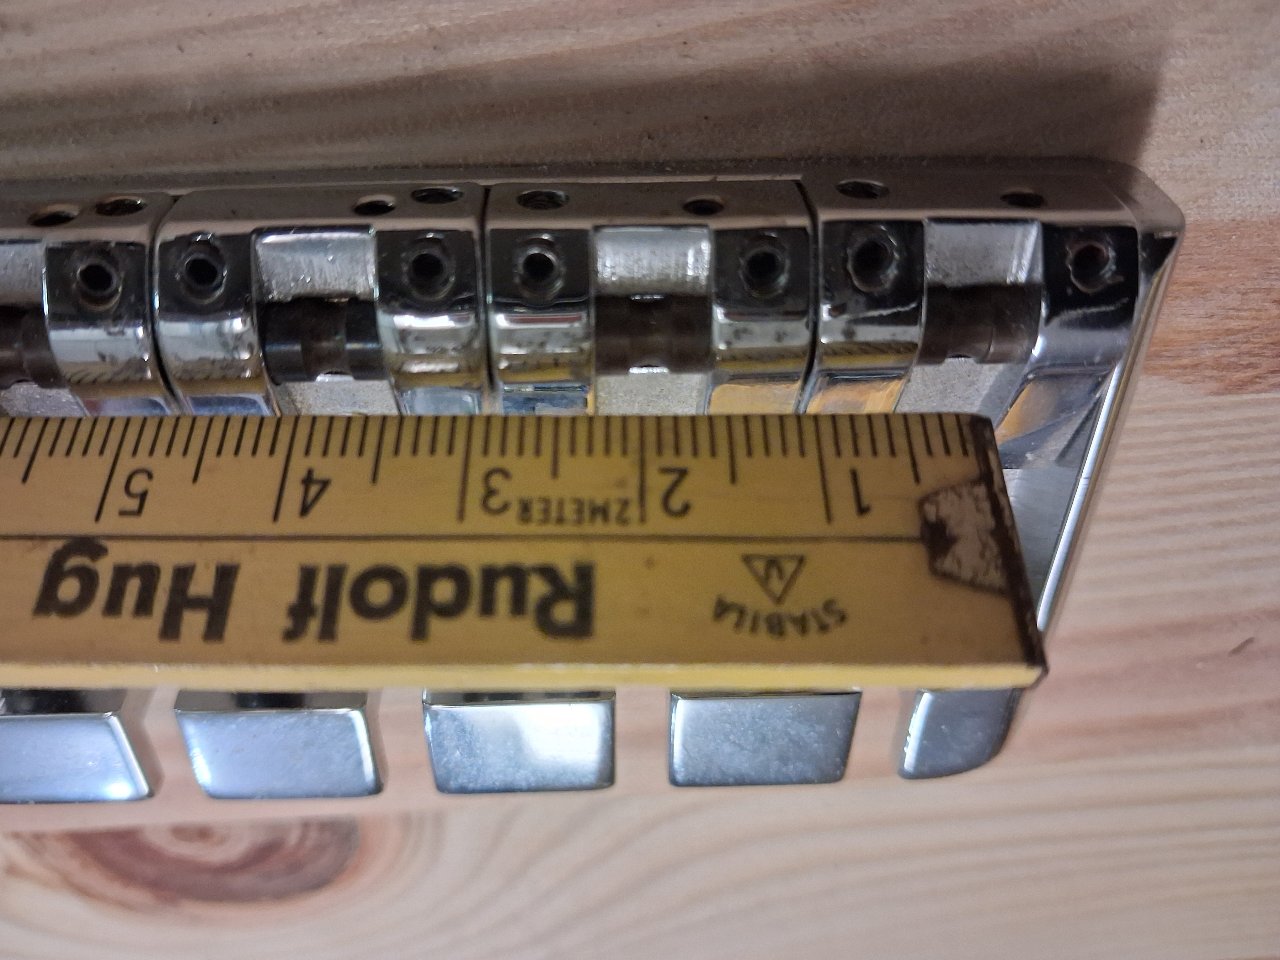 1 2 3 4 5
2METER
STABILA
Rudolf Hug